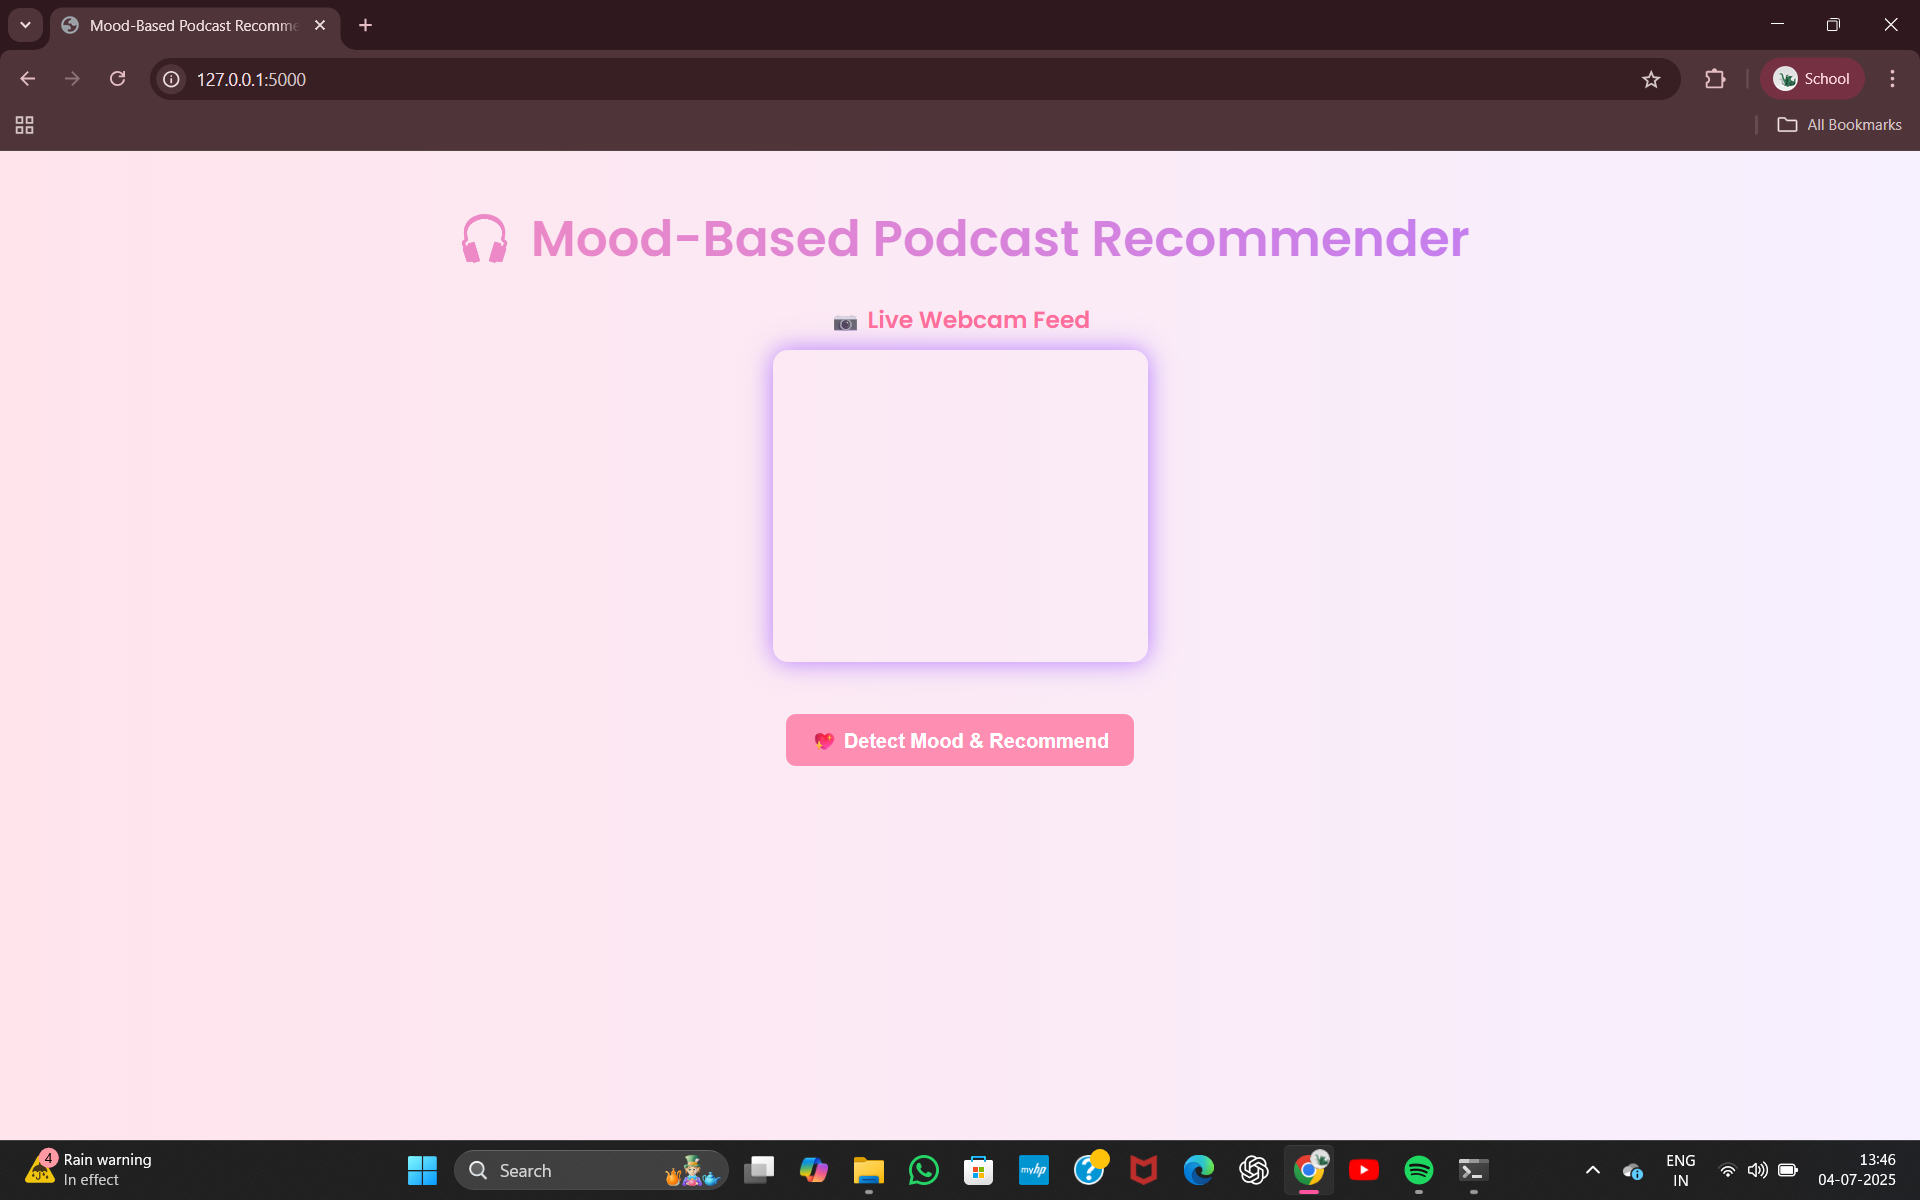 Mood-Based Podcast Recomme
127.0.0.1:5000
School
All Bookmarks
🎧 Mood-Based Podcast Recommender
📷 Live Webcam Feed
💖 Detect Mood & Recommend
4
Rain warning
In effect
Search
myhp
ENG
IN
13:46
04-07-2025